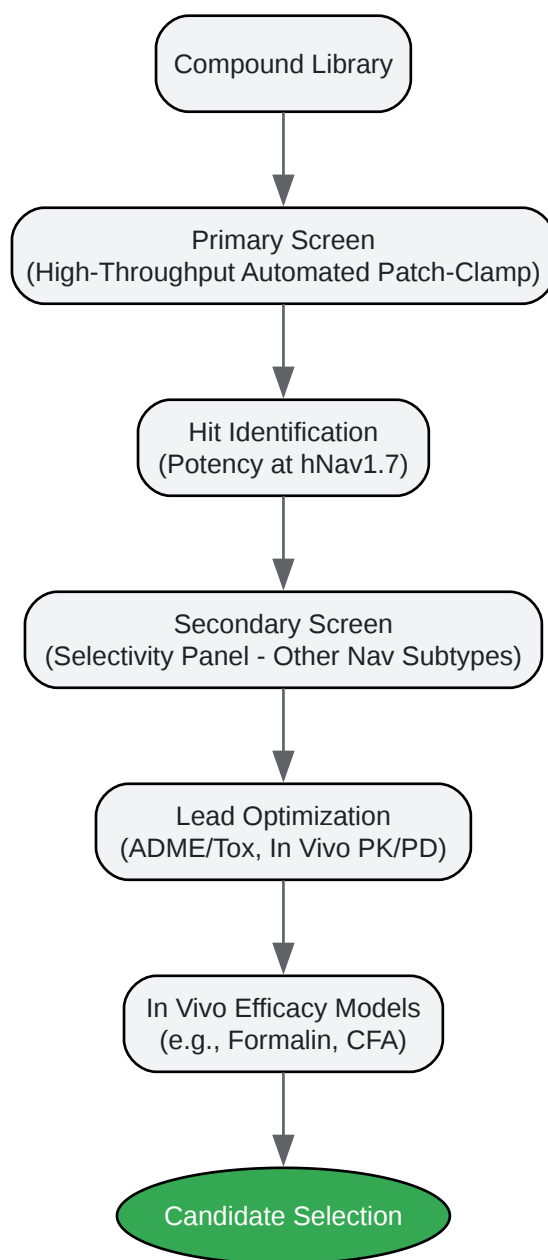 Compound Library
Primary Screen
(High-Throughput Automated Patch-Clamp)
Hit Identification
(Potency at hNav1.7)
Secondary Screen
(Selectivity Panel - Other Nav Subtypes)
Lead Optimization
(ADME/Tox, In Vivo PK/PD)
In Vivo Efficacy Models
(e.g., Formalin, CFA)
Candidate Selection